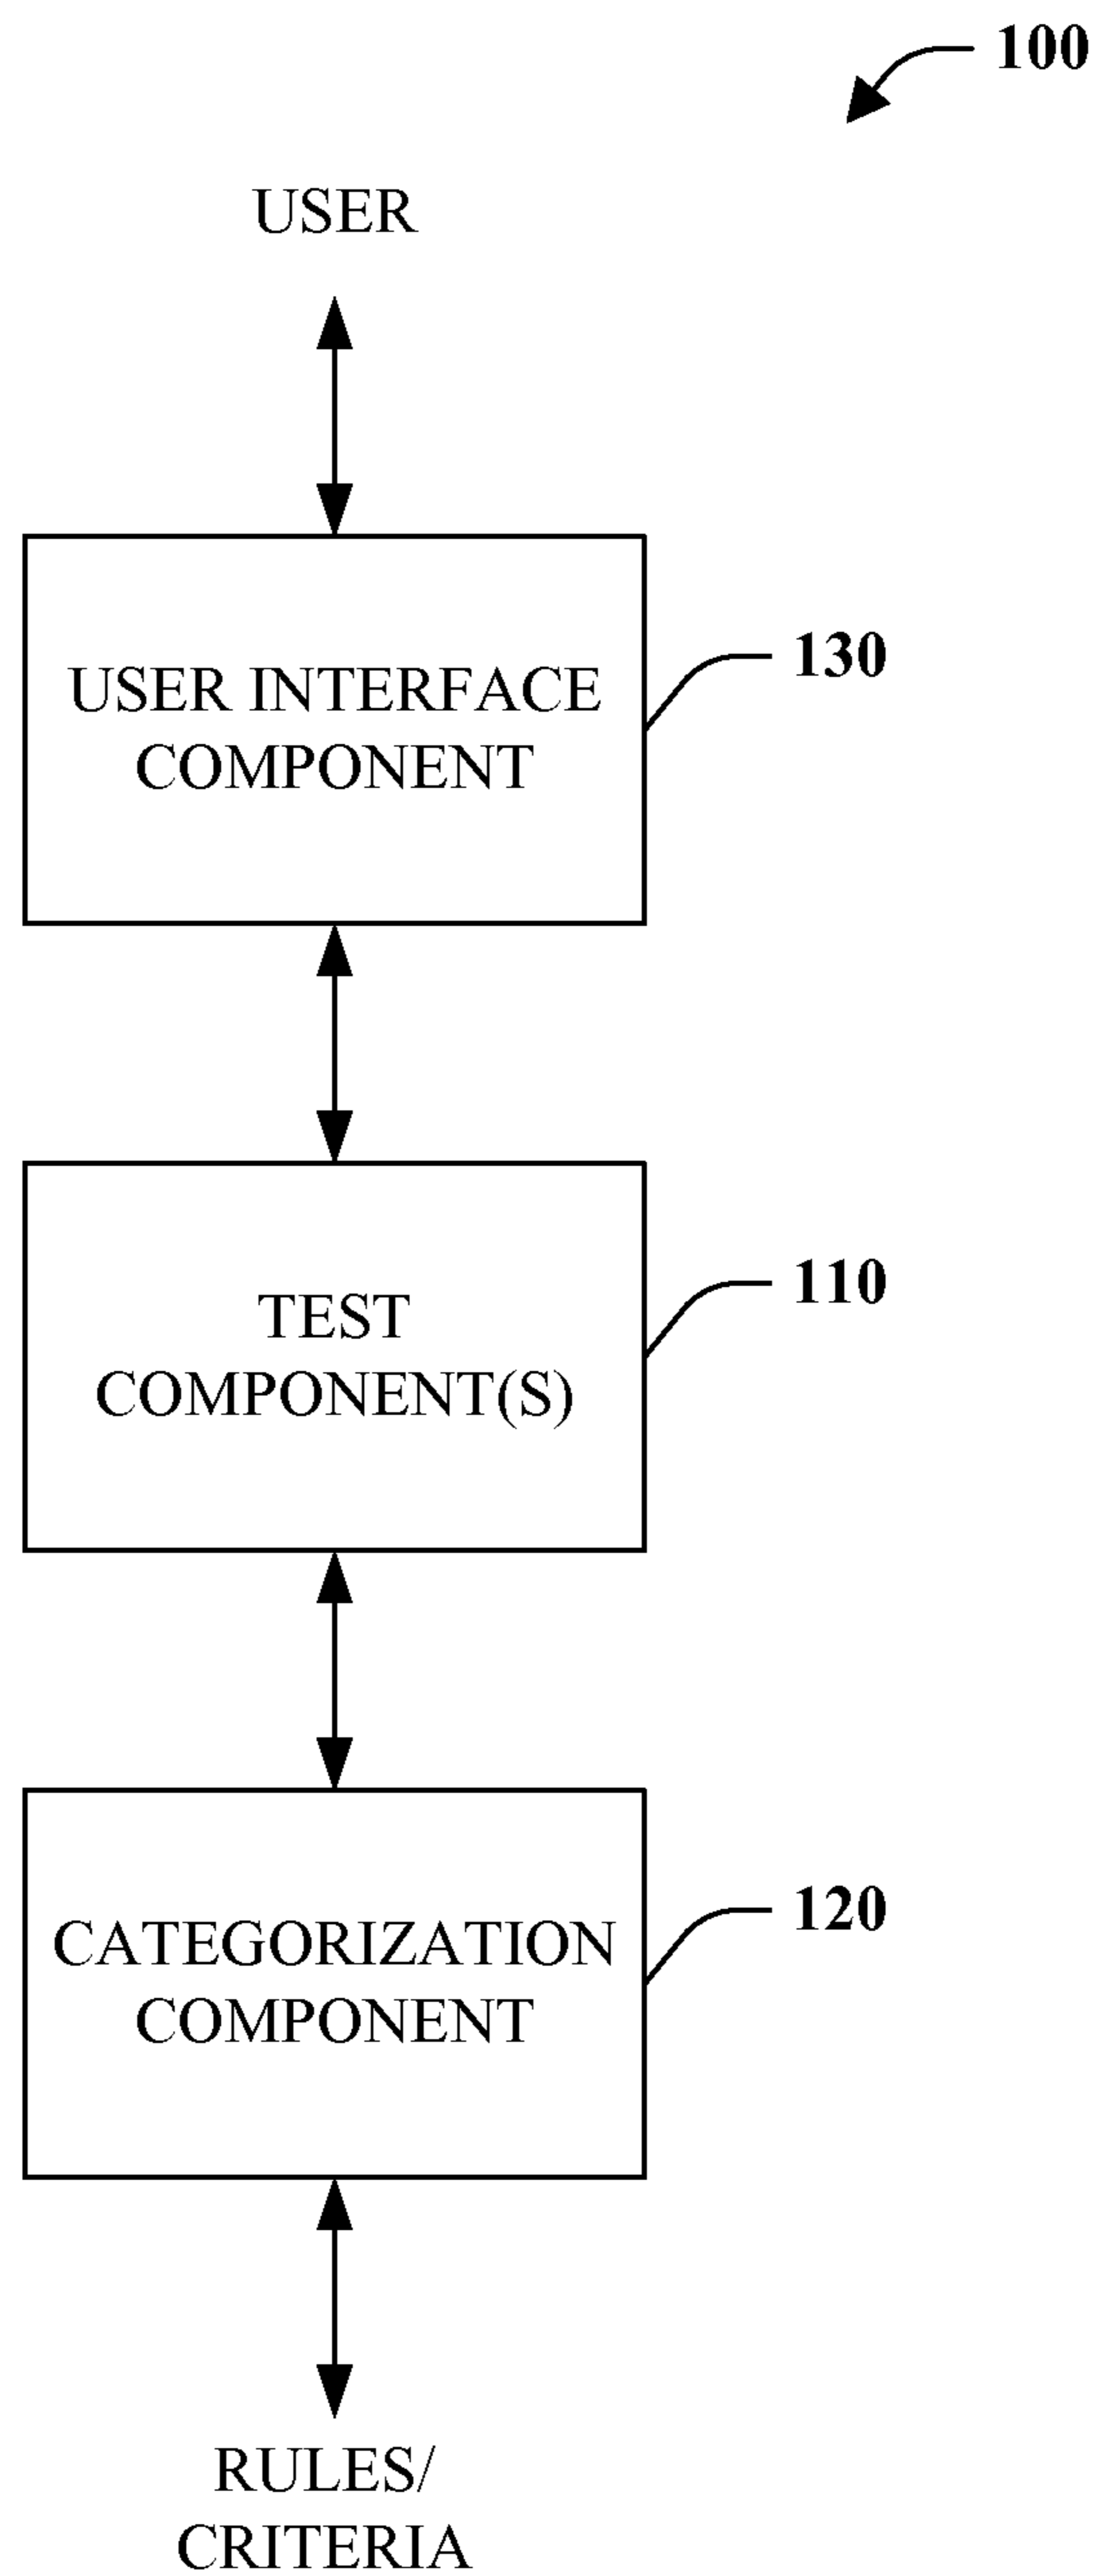 100
USER
USER INTERFACE
COMPONENT
130
TEST
COMPONENT(S)
110
CATEGORIZATION
COMPONENT
120
RULES/
CRITERIA